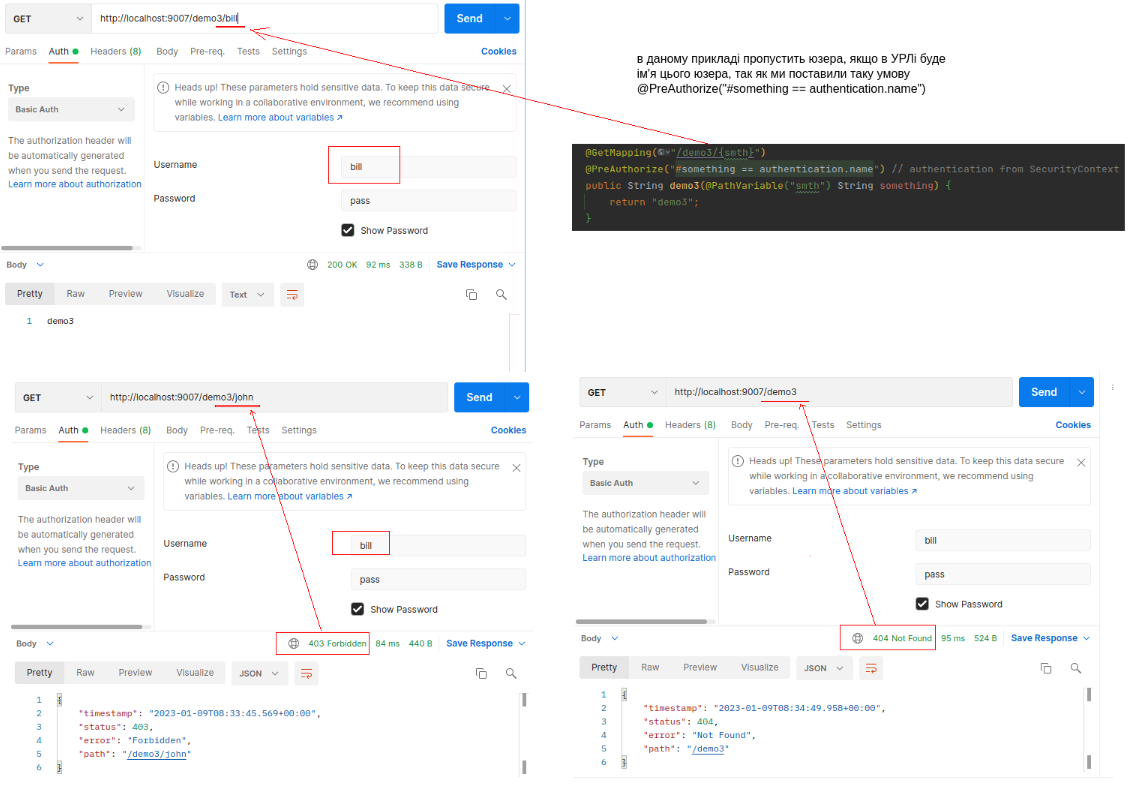 GET
http://localhost:9007/demo3/bill
Send
Params
Auth
Headers (8)
Body
Pre-req.
Tests
Settings
Cookies
Type
Basic Auth
The authorization header will
be automatically generated
when you send the request.
Learn more about authorization
Heads up! These parameters hold sensitive data. To keep this data secure
while working in a collaborative environment, we recommend using
variables. Learn more about variables ↗
Username
bill
Password
pass
Show Password
Body
200 OK 92 ms 338 B Save Response
Pretty
Raw
Preview
Visualize
Text
1 demo3
в даному прикладі пропустить юзера, якщо в УРЛі буде
ім'я цього юзера, так як ми поставили таку умову
@PreAuthorize("#something == authentication.name")
@GetMapping("/demo3/{smth}")
@PreAuthorize("#something == authentication.name") // authentication from SecurityContext
public String demo3(@PathVariable("smth") String something) {
return "demo3";
}
GET
http://localhost:9007/demo3/john
Send
Params
Auth
Headers (8)
Body
Pre-req.
Tests
Settings
Cookies
Type
Basic Auth
The authorization header will
be automatically generated
when you send the request.
Learn more about authorization
Heads up! These parameters hold sensitive data. To keep this data secure
while working in a collaborative environment, we recommend using
variables. Learn more about variables ↗
Username
bill
Password
pass
Show Password
Body
403 Forbidden 84 ms 440 B Save Response
Pretty
Raw
Preview
Visualize
JSON
1 {
2 "timestamp": "2023-01-09T08:33:45.569+00:00",
3 "status": 403,
4 "error": "Forbidden",
5 "path": "/demo3/john"
6 }
GET
http://localhost:9007/demo3
Send
Params
Auth
Headers (8)
Body
Pre-req.
Tests
Settings
Cookies
Type
Basic Auth
The authorization header will
be automatically generated
when you send the request.
Learn more about authorization
Heads up! These parameters hold sensitive data. To keep this data secure
while working in a collaborative environment, we recommend using
variables. Learn more about variables ↗
Username
bill
Password
pass
Show Password
Body
404 Not Found 95 ms 524 B Save Response
Pretty
Raw
Preview
Visualize
JSON
1 {
2 "timestamp": "2023-01-09T08:34:49.958+00:00",
3 "status": 404,
4 "error": "Not Found",
5 "path": "/demo3"
6 }